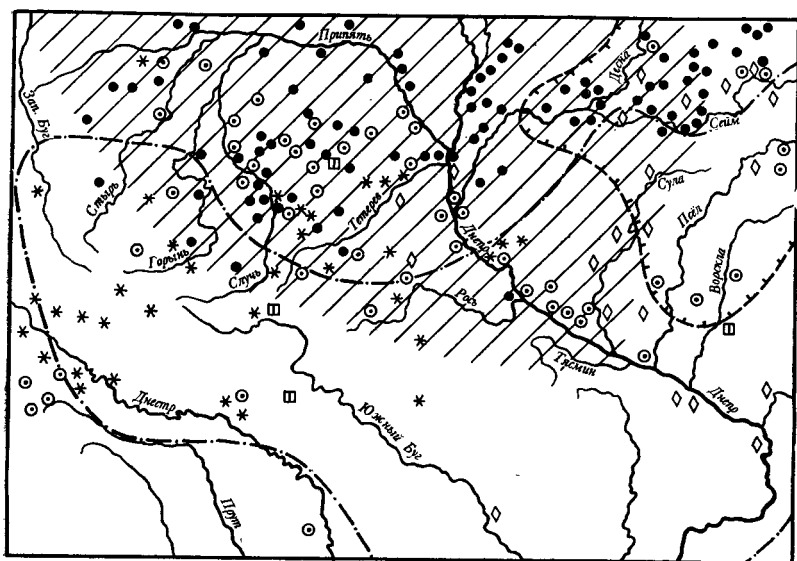 Припять
Десна
Зап. Буг
Сейм
Стырь
Сула
Псёл
Тетерев
Днепр
Горынь
Ворскла
Случь
Рось
Тясмин
Днестр
Днепр
Южный Буг
Прут